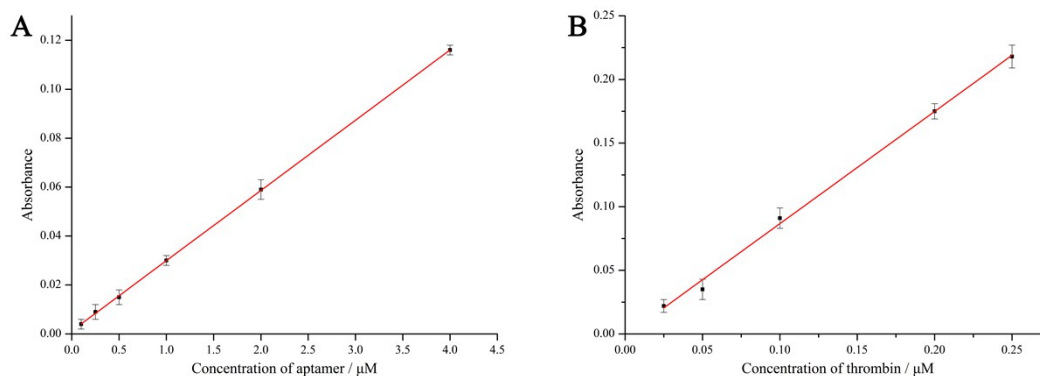 A
Absorbance
0.12
0.10
0.08
0.06
0.04
0.02
0.00
0.0 0.5 1.0 1.5 2.0 2.5 3.0 3.5 4.0 4.5
Concentration of aptamer / μM
B
Absorbance
0.25
0.20
0.15
0.10
0.05
0.00
0.00 0.05 0.10 0.15 0.20 0.25
Concentration of thrombin / μM